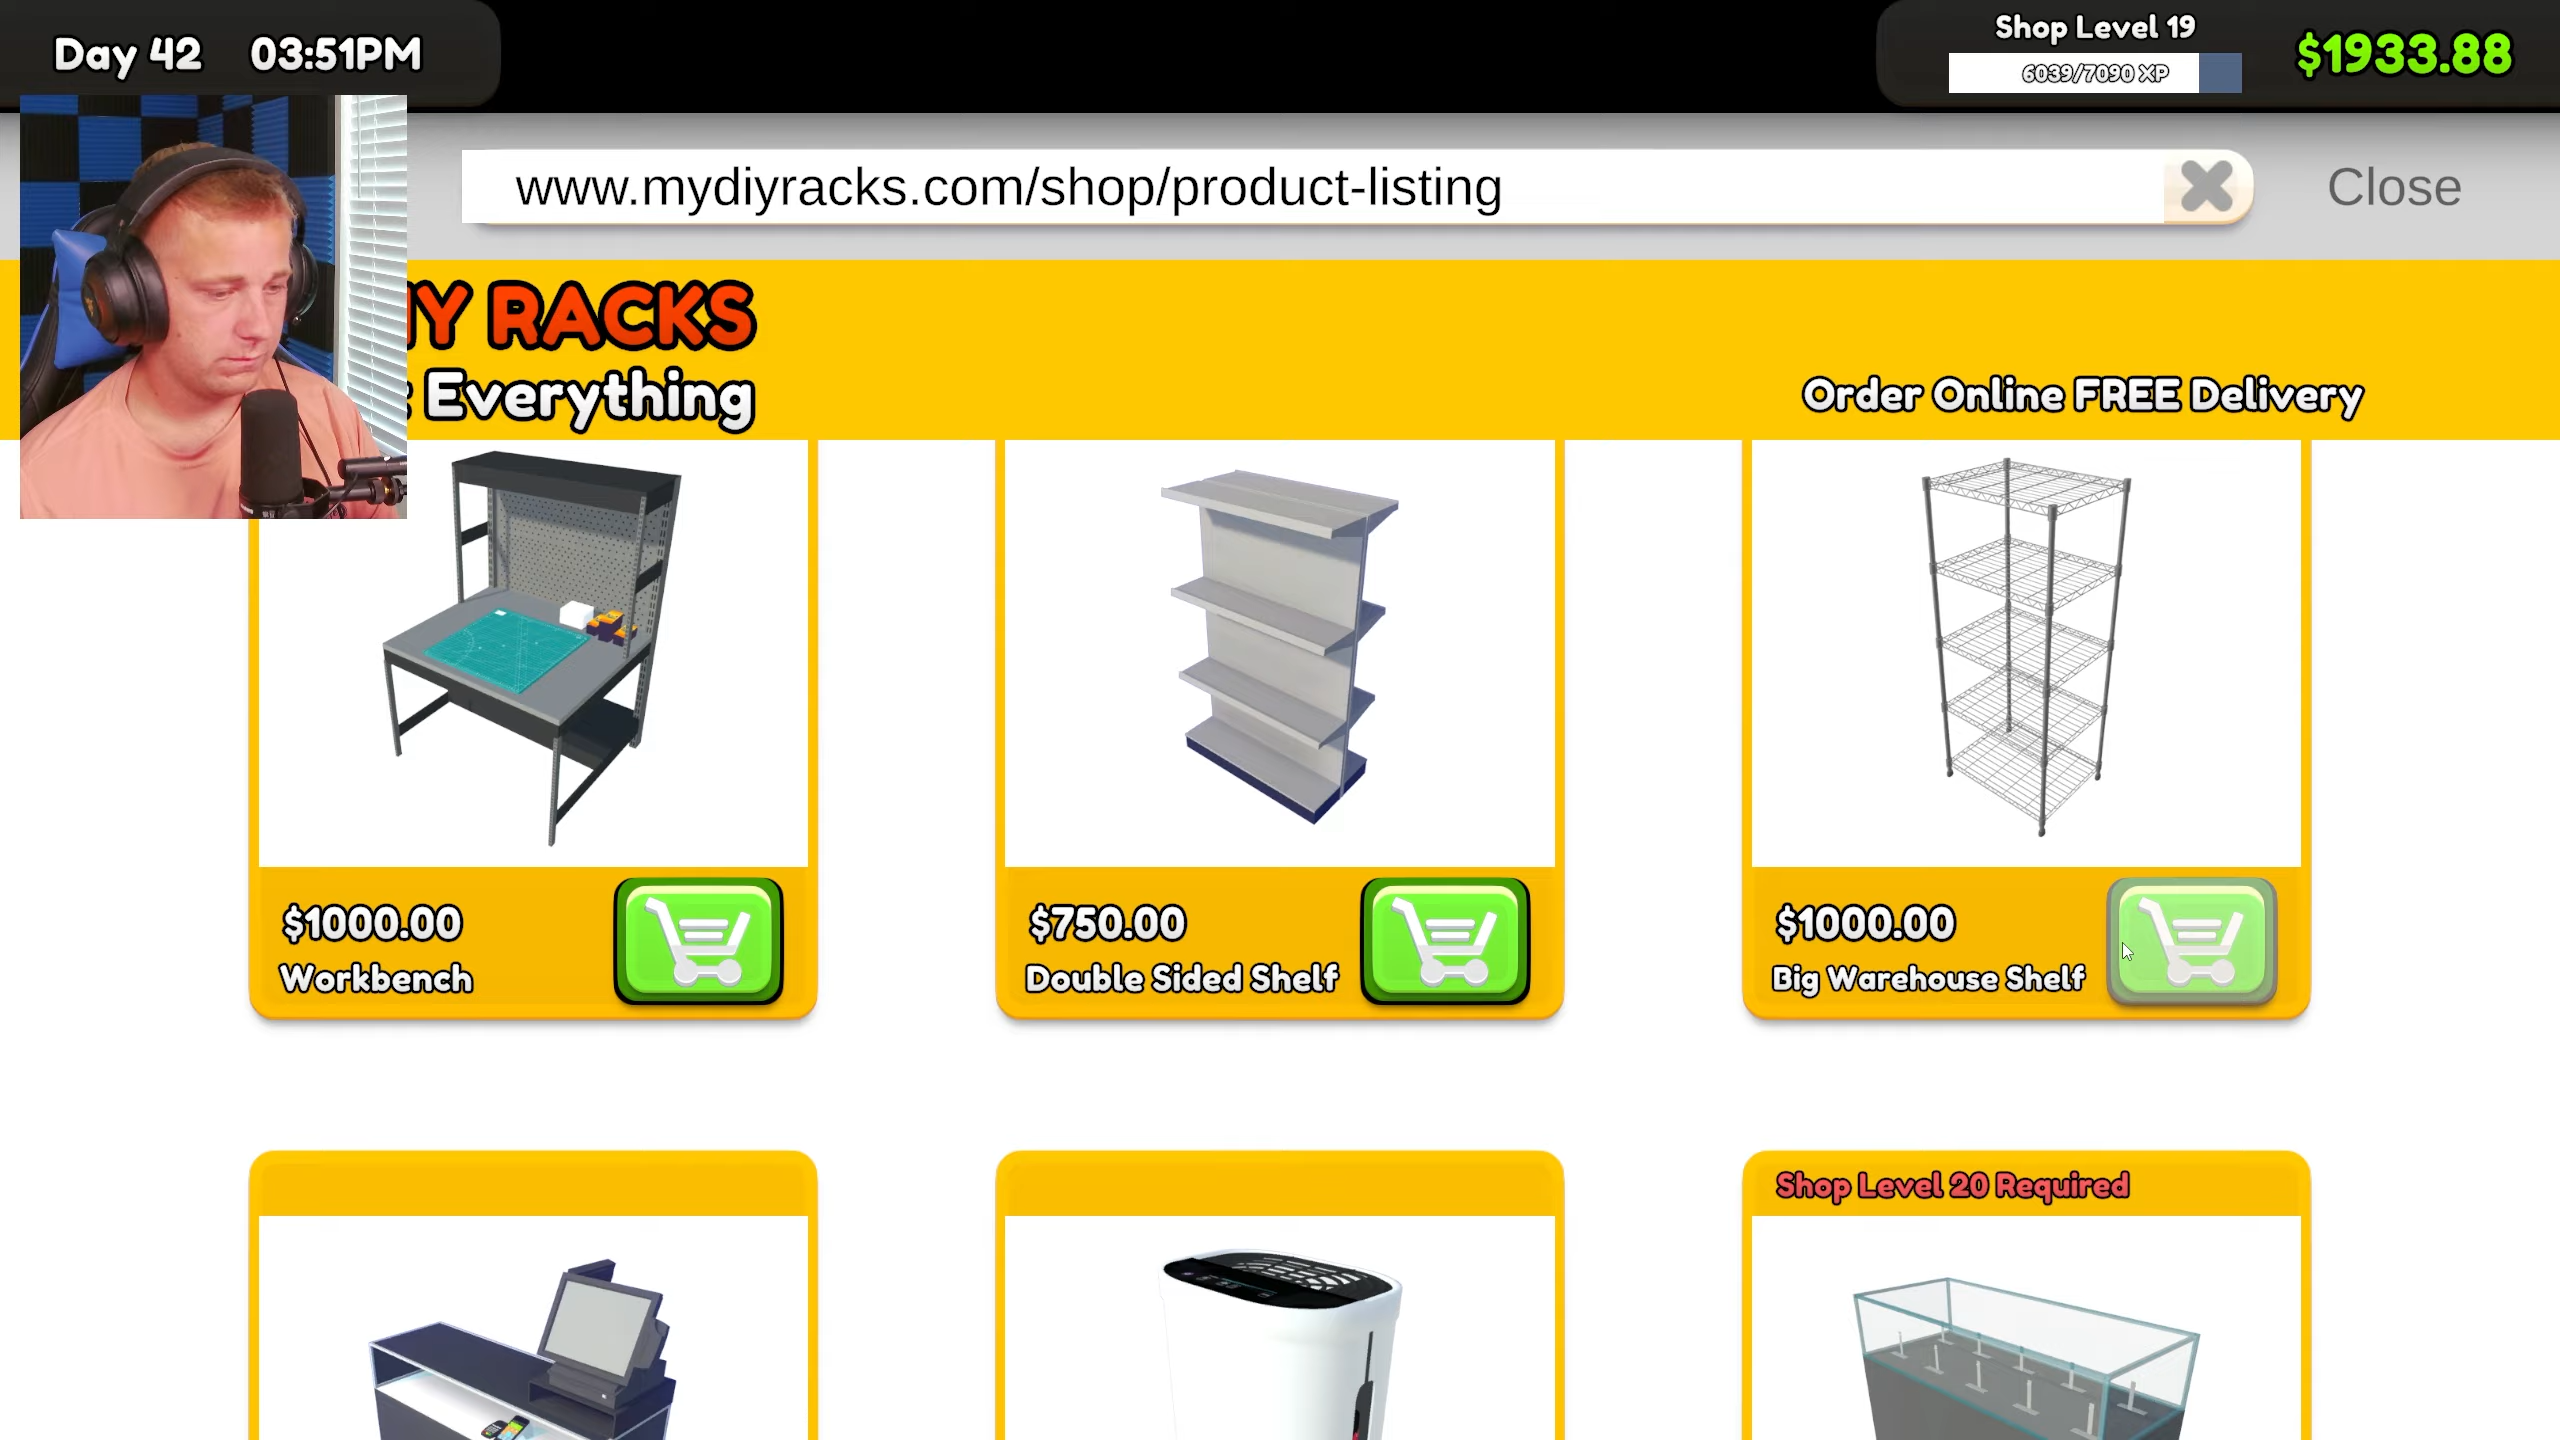 Day 42 03:51PM
Shop Level 19
6039/7090 XP
$1933.88
www.mydiyracks.com/shop/product-listing
Close
RACKS
Everything
Order Online FREE Delivery
$1000.00
Workbench
$750.00
Double Sided Shelf
$1000.00
Big Warehouse Shelf
Shop Level 20 Required